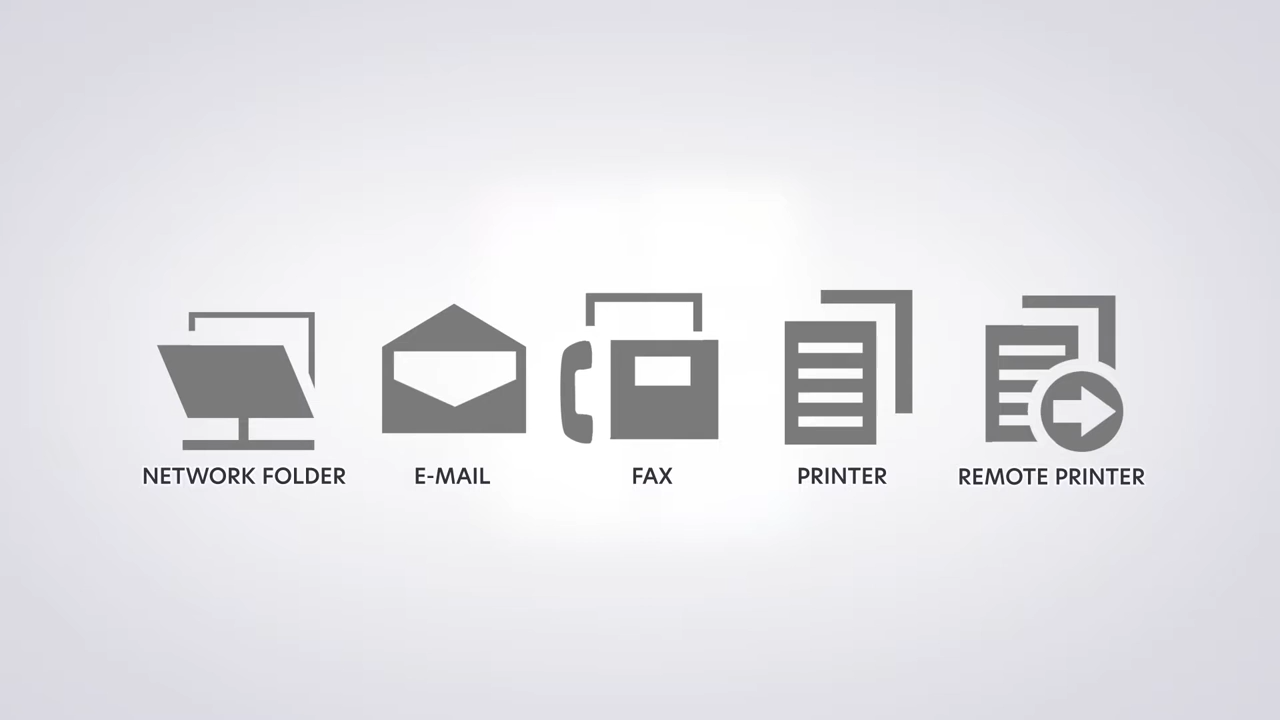 NETWORK FOLDER
E-MAIL
FAX
PRINTER
REMOTE PRINTER